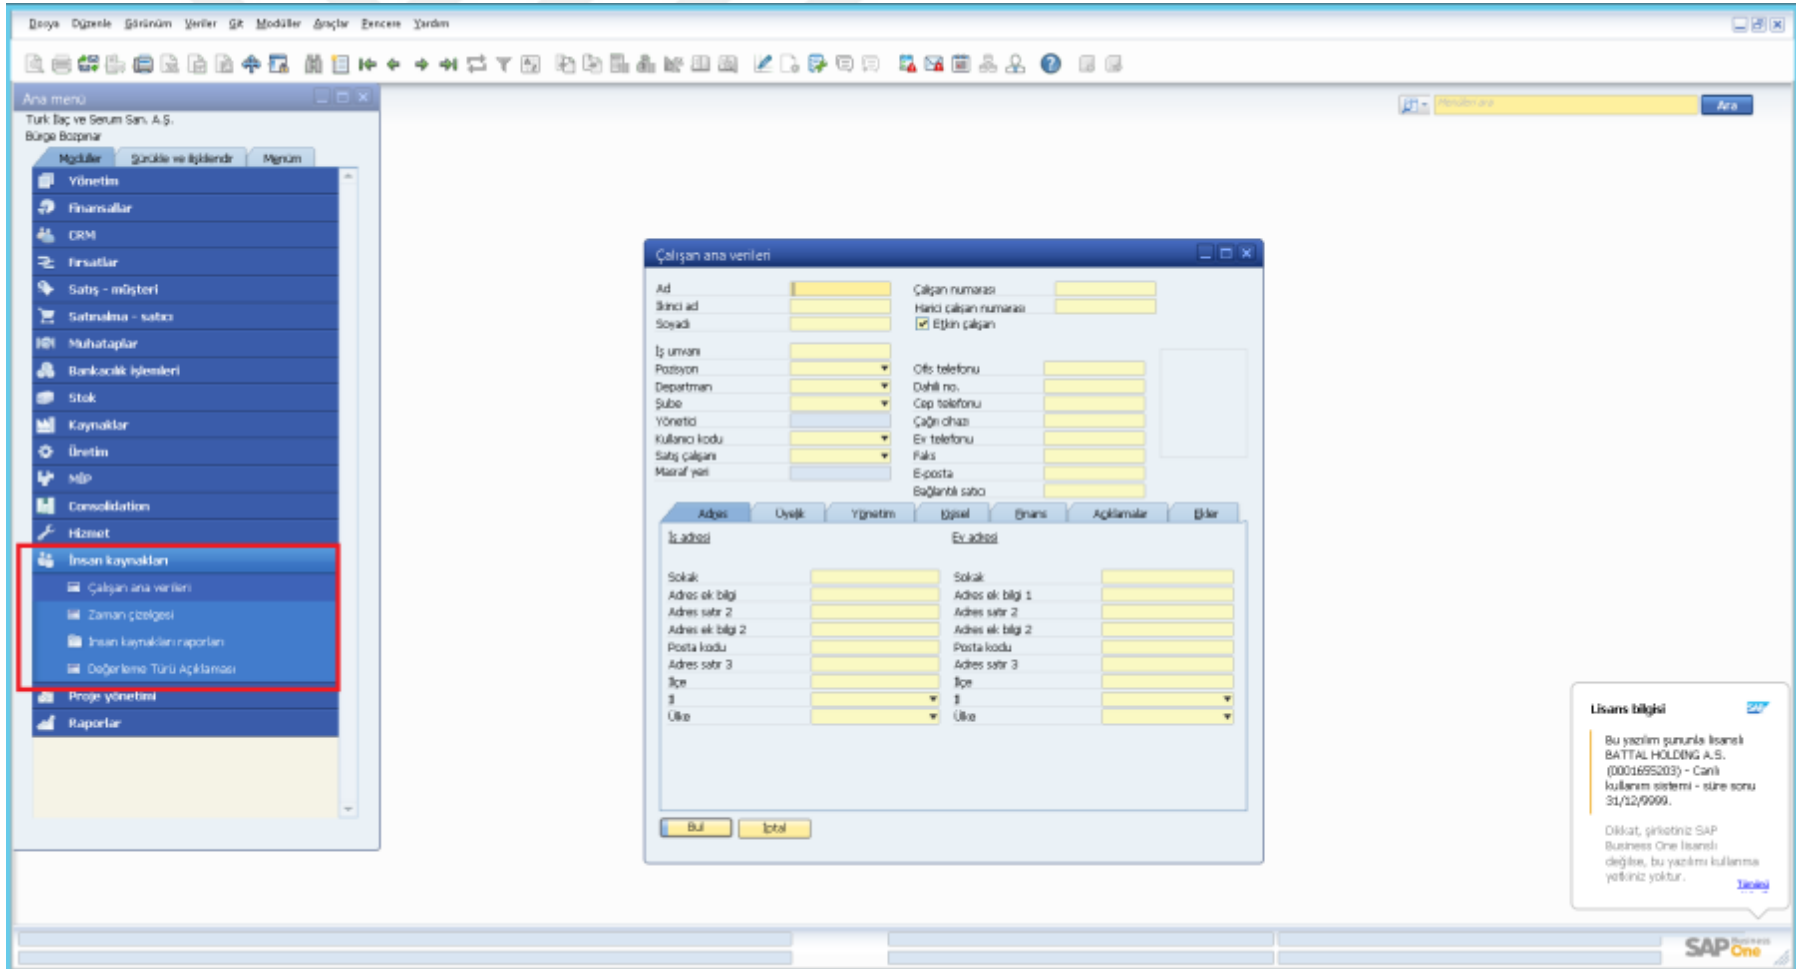 Dosya Düzenle Görünüm Veriler Git Modüller Araçlar Pencere Yardım
Ana menü
Ara
Turk İlaç ve Serum San. A.Ş.
Bürge Bozpınar
Modüller Sürükle ve ilişkilendir Menüm
Yönetim
Finansallar
CRM
Fırsatlar
Satış - müşteri
Satınalma - satıcı
Muhataplar
Bankacılık işlemleri
Stok
Kaynaklar
Üretim
MİP
Consolidation
Hizmet
İnsan kaynakları
Çalışan ana verileri
Zaman çizelgesi
İnsan kaynakları raporları
Değerleme Türü Açıklaması
Proje yönetimi
Raporlar
Çalışan ana verileri
Ad Çalışan numarası
İkinci ad Harici çalışan numarası
Soyadı Etkin çalışan
İş unvanı
Pozisyon Ofis telefonu
Departman Dahili no.
Şube Cep telefonu
Yönetici Çağrı cihazı
Kullanıcı kodu Ev telefonu
Satış çalışanı Faks
Masraf yeri E-posta
Bağlantılı satıcı
Adres Üyelik Yönetim Kişisel Finans Açıklamalar Ekler
İş adresi Ev adresi
Sokak Sokak
Adres ek bilgi Adres ek bilgi 1
Adres satır 2 Adres satır 2
Adres ek bilgi 2 Adres ek bilgi 2
Posta kodu Posta kodu
Adres satır 3 Adres satır 3
İlçe İlçe
İl İl
Ülke Ülke
Bul İptal
Lisans bilgisi SAP
Bu yazılım şununla lisanslı
BATTAL HOLDING A.S.
(0001655203) - Canlı
kullanım sistemi - süre sonu
31/12/9999.
Dikkat, şirketiniz SAP
Business One lisanslı
değilse, bu yazılımı kullanma
yetkiniz yoktur.
Tümünü
SAP Business One